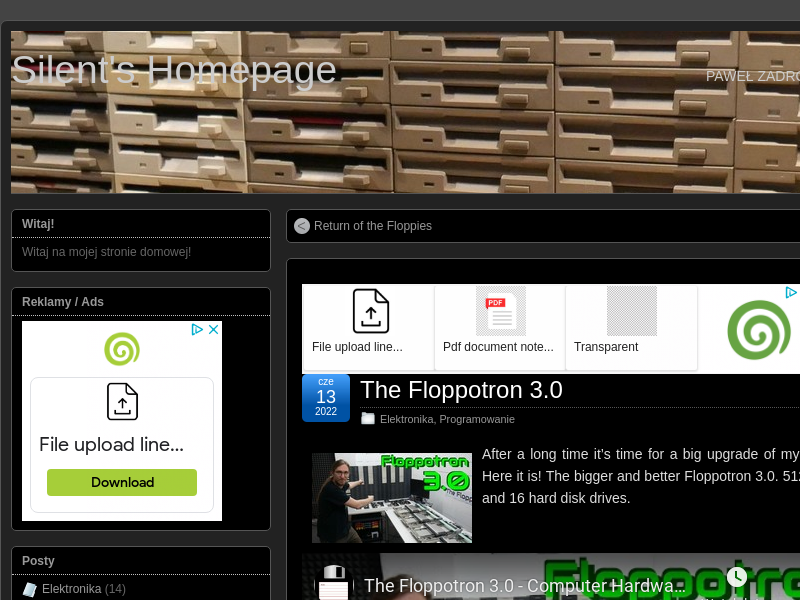 Silent's Homepage
PAWEŁ ZADRO
Witaj!
Witaj na mojej stronie domowej!
Reklamy / Ads
File upload line...
Download
Posty
Elektronika (14)
< Return of the Floppies
File upload line...
PDF
Pdf document note...
Transparent
cze
13
2022
The Floppotron 3.0
Elektronika, Programowanie
Floppotron
3.0
After a long time it's time for a big upgrade of my
Here it is! The bigger and better Floppotron 3.0. 512
and 16 hard disk drives.
The Floppotron 3.0 - Computer Hardwa...